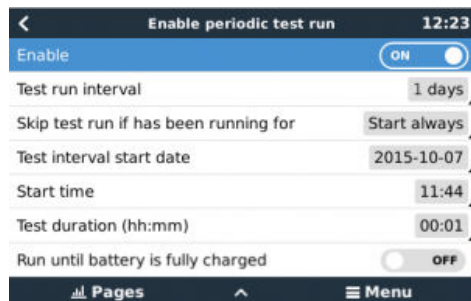 Enable periodic test run 12:23
Enable ON
Test run interval 1 days
Skip test run if has been running for Start always
Test interval start date 2015-10-07
Start time 11:44
Test duration (hh:mm) 00:01
Run until battery is fully charged OFF
Pages Menu